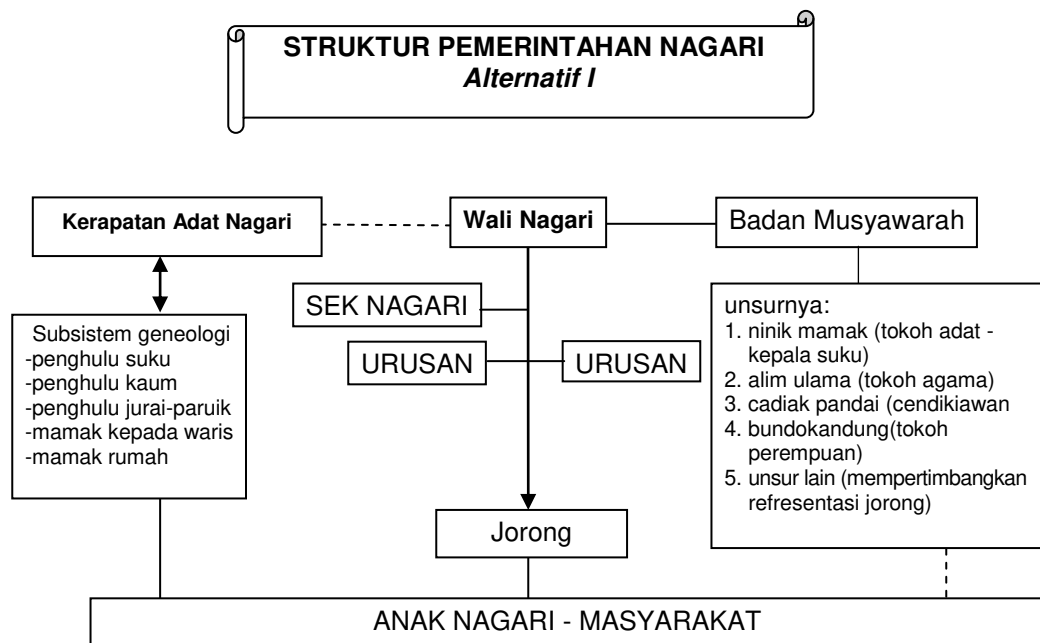 STRUKTUR PEMERINTAHAN NAGARI
Alternatif I
Kerapatan Adat Nagari
Wali Nagari
Badan Musyawarah
SEK NAGARI
URUSAN
URUSAN
Subsistem geneologi
-penghulu suku
-penghulu kaum
-penghulu jurai-paruik
-mamak kepada waris
-mamak rumah
unsurnya:
1. ninik mamak (tokoh adat -
kepala suku)
2. alim ulama (tokoh agama)
3. cadiak pandai (cendikiawan
4. bundokandung(tokoh
perempuan)
5. unsur lain (mempertimbangkan
refresentasi jorong)
Jorong
ANAK NAGARI - MASYARAKAT